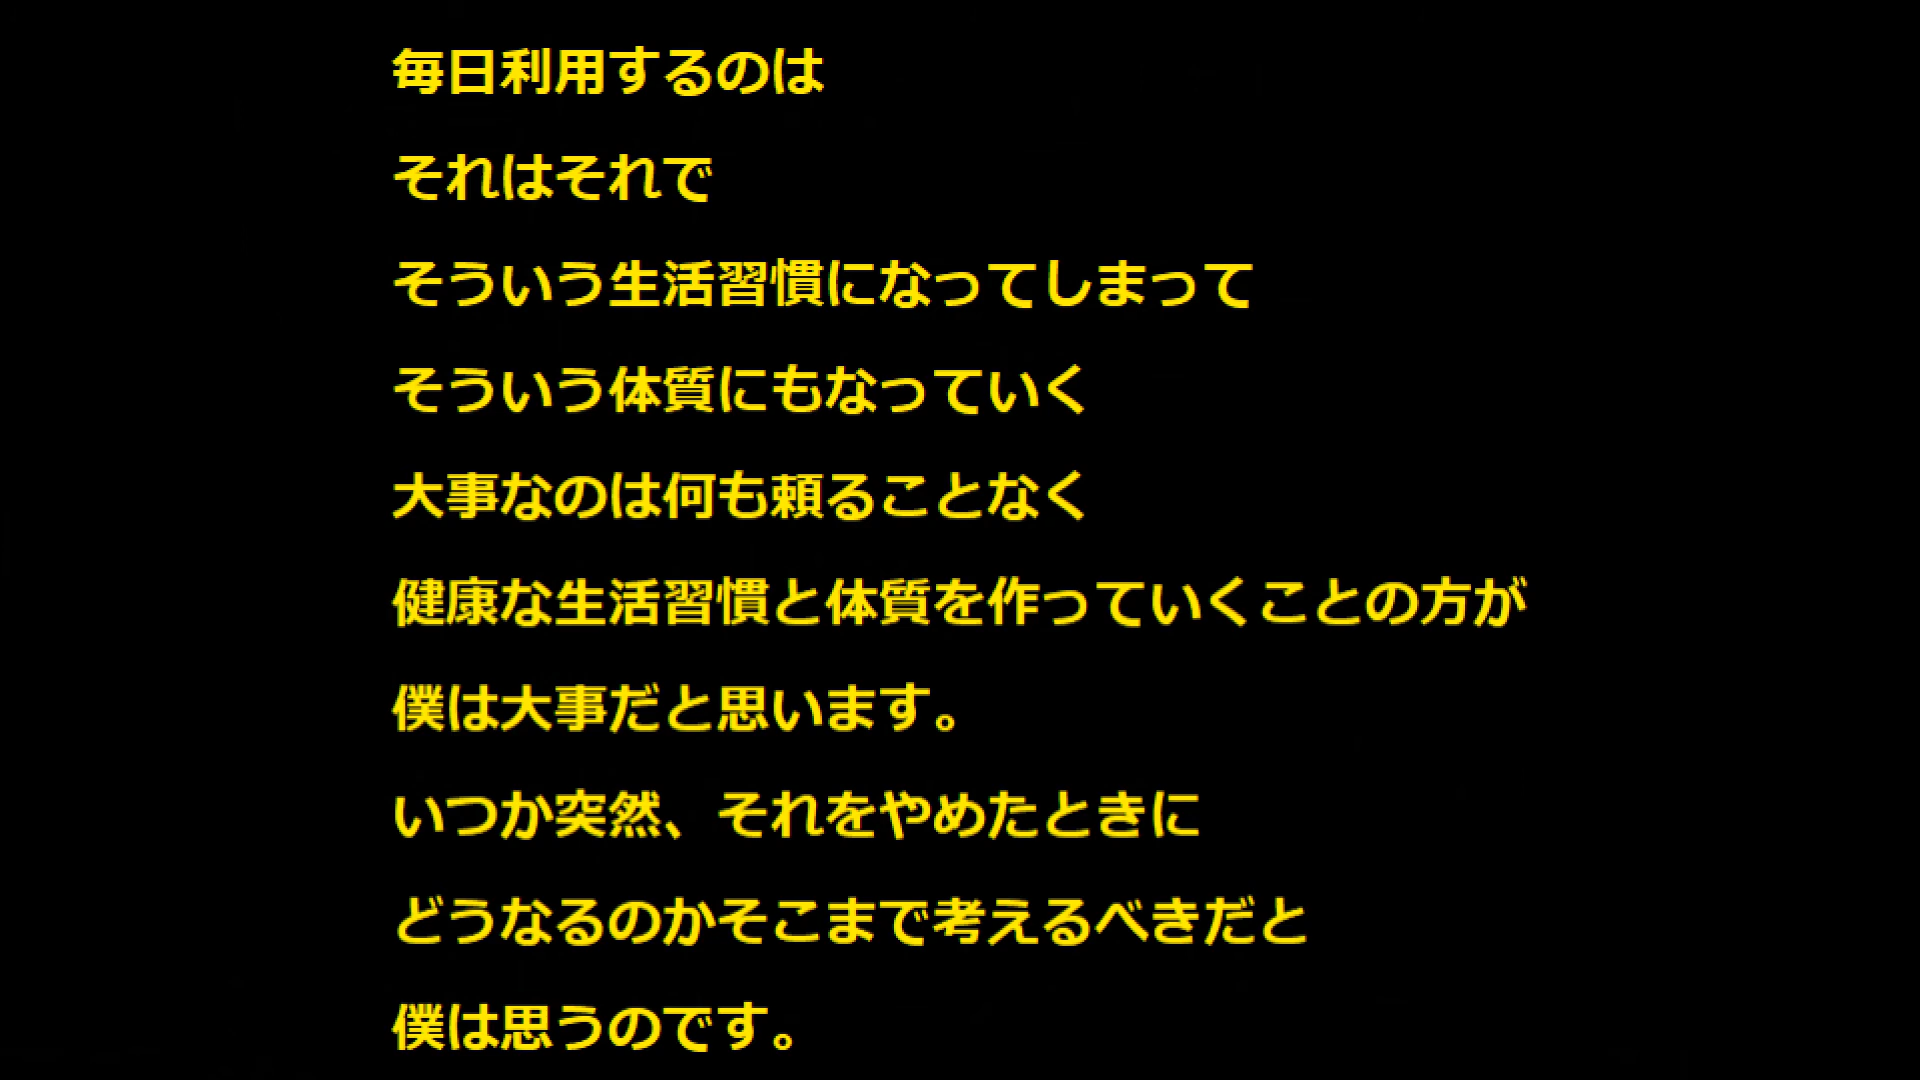 毎日利用するのは
それはそれで
そういう生活習慣になってしまって
そういう体質にもなっていく
大事なのは何も頼ることなく
健康な生活習慣と体質を作っていくことの方が
僕は大事だと思います。
いつか突然、それをやめたときに
どうなるのかそこまで考えるべきだと
僕は思うのです。